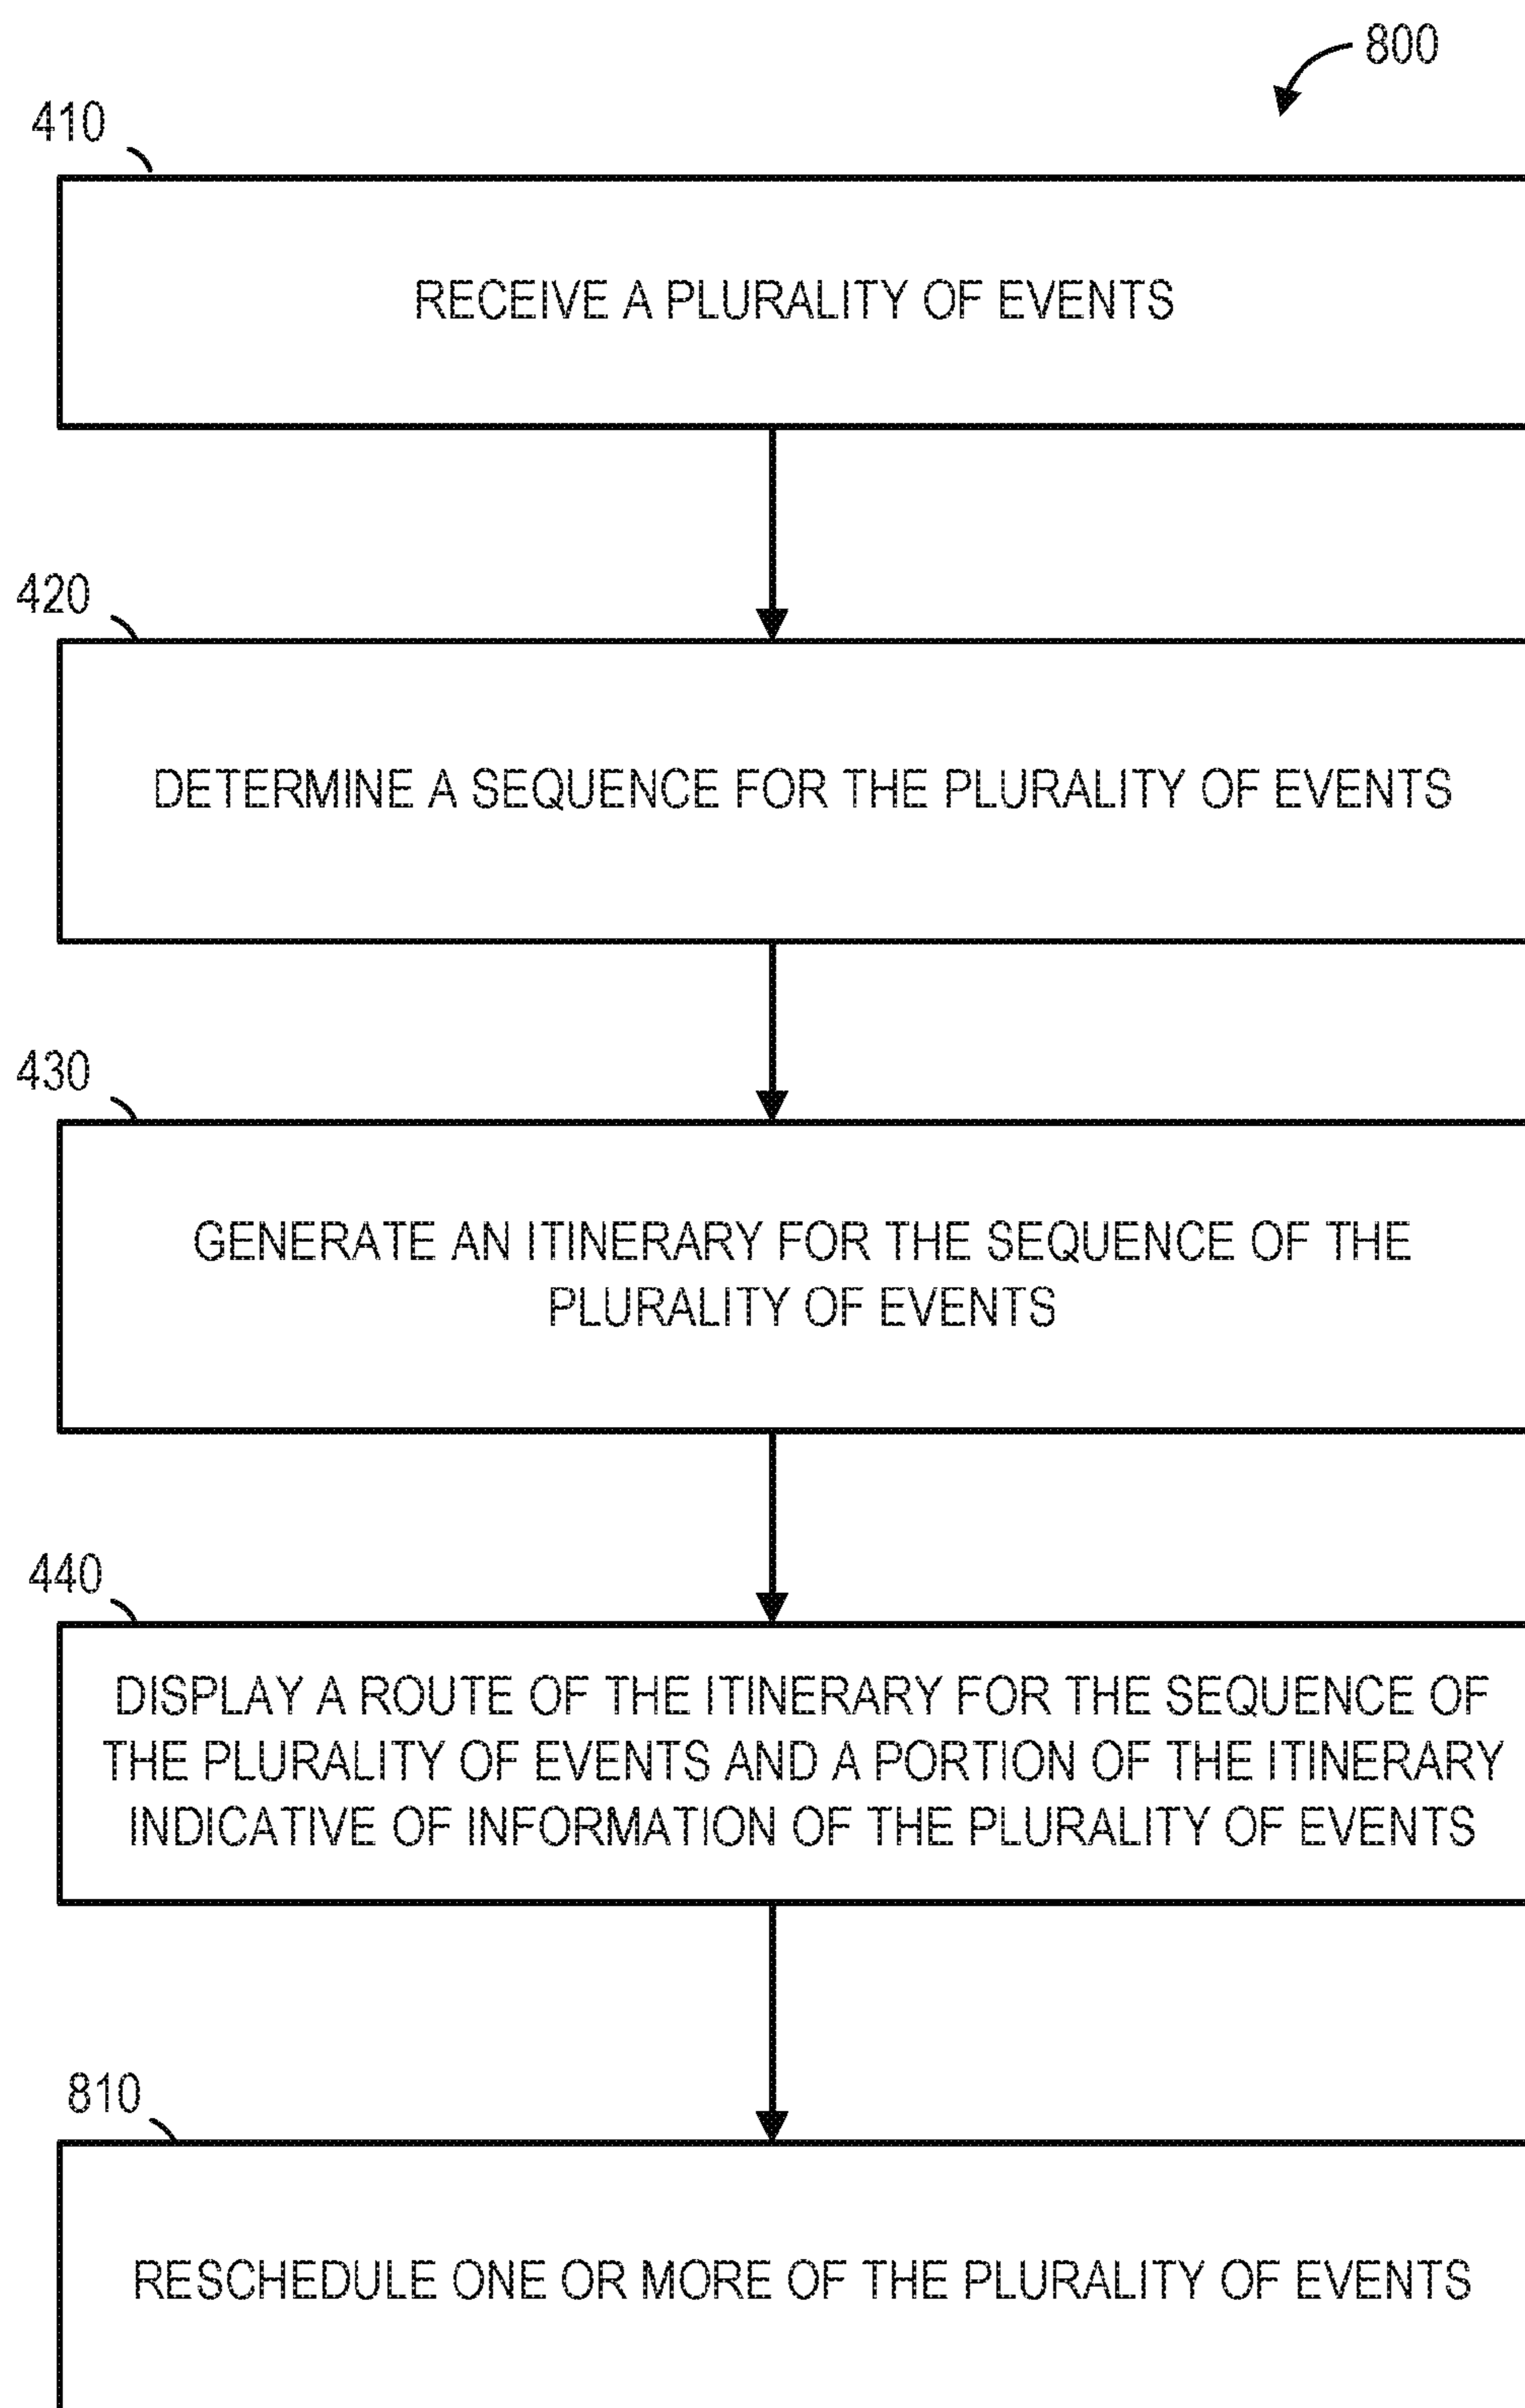 800
410
RECEIVE A PLURALITY OF EVENTS
420
DETERMINE A SEQUENCE FOR THE PLURALITY OF EVENTS
430
GENERATE AN ITINERARY FOR THE SEQUENCE OF THE
PLURALITY OF EVENTS
440
DISPLAY A ROUTE OF THE ITINERARY FOR THE SEQUENCE OF
THE PLURALITY OF EVENTS AND A PORTION OF THE ITINERARY
INDICATIVE OF INFORMATION OF THE PLURALITY OF EVENTS
810
RESCHEDULE ONE OR MORE OF THE PLURALITY OF EVENTS